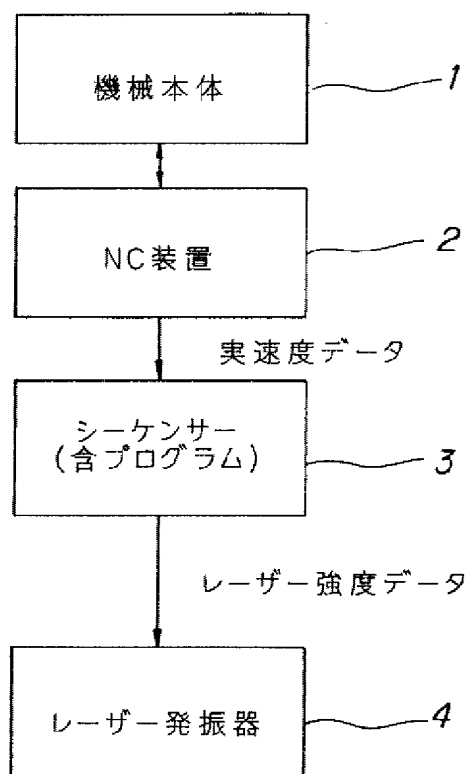 機械本体
1
NC装置
2
実速度データ
シーケンサー
(含プログラム)
3
レーザー強度データ
レーザー発振器
4